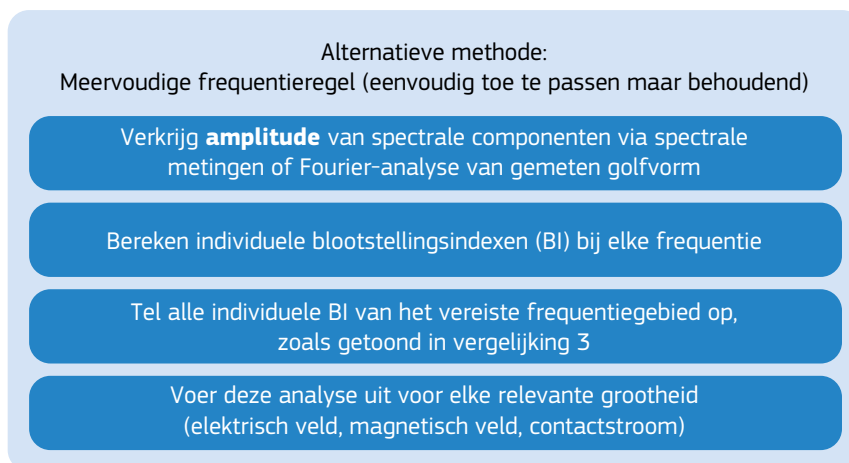 Alternatieve methode:
Meervoudige frequentieregel (eenvoudig toe te passen maar behoudend)
Verkrijg amplitude van spectrale componenten via spectrale
metingen of Fourier-analyse van gemeten golfvorm
Bereken individuele blootstellingsindexen (BI) bij elke frequentie
Tel alle individuele BI van het vereiste frequentiegebied op,
zoals getoond in vergelijking 3
Voer deze analyse uit voor elke relevante grootheid
(elektrisch veld, magnetisch veld, contactstroom)